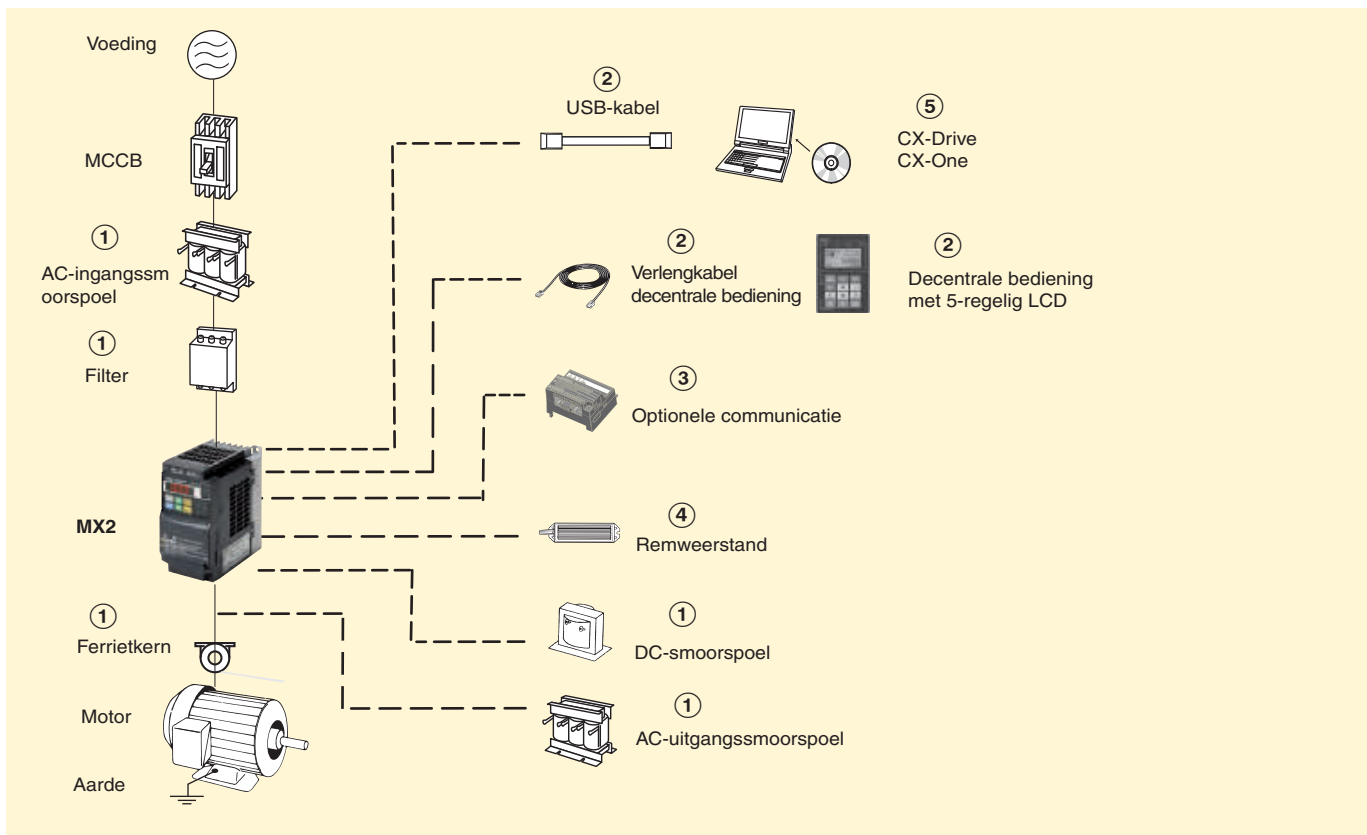 Voeding
MCCB
①
AC-ingangssm
oorspoel
①
Filter
MX2
①
Ferrietkern
Motor
Aarde
②
USB-kabel
⑤
CX-Drive
CX-One
②
Verlengkabel
decentrale bediening
②
Decentrale bediening
met 5-regelig LCD
③
Optionele communicatie
④
Remweerstand
①
DC-smoorspoel
①
AC-uitgangssmoorspoel